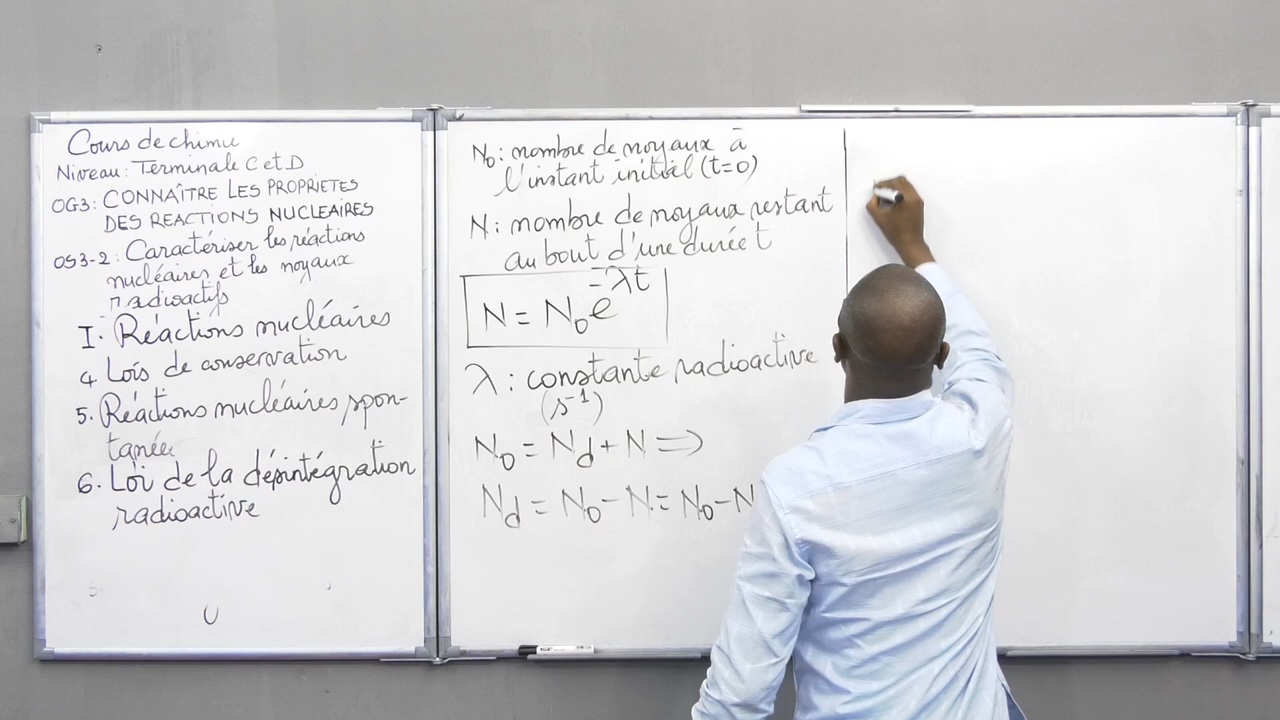 Cours de chimie
Niveau: Terminale C et D
OG3: CONNAÎTRE LES PROPRIETES
DES REACTIONS NUCLEAIRES
OS3-2: Caractériser les réactions
nucléaires et les noyaux
radioactifs
I. Réactions nucléaires
4. Lois de conservation
5. Réactions nucléaires spon-
tanées
6. Loi de la désintégration
radioactive
N₀: nombre de noyaux à
l'instant initial (t=0)
N: nombre de noyaux restant
au bout d'une durée t
N = N₀e^{-λt}
λ: constante radioactive
(s⁻¹)
N₀ = N_d + N ⇒
N_d = N₀ - N = N₀ - N